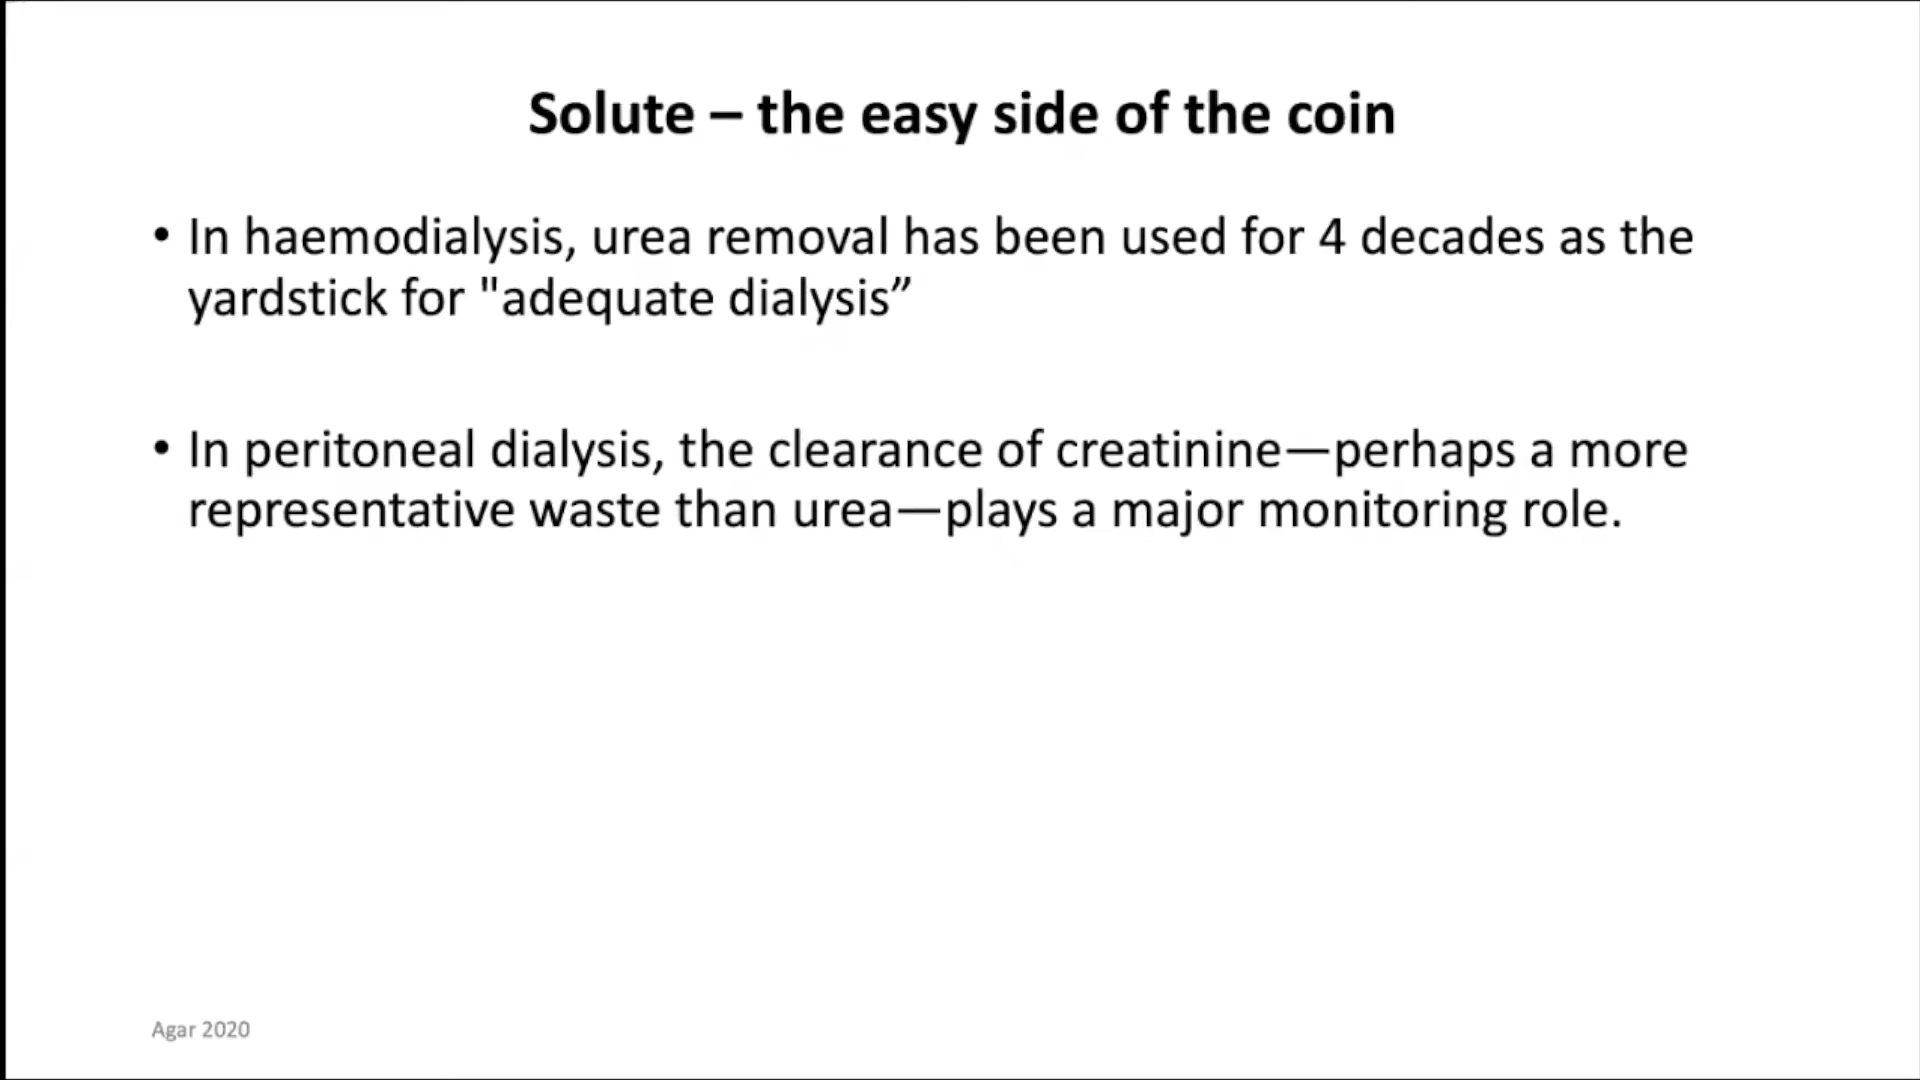 Solute – the easy side of the coin
• In haemodialysis, urea removal has been used for 4 decades as the
yardstick for "adequate dialysis”
• In peritoneal dialysis, the clearance of creatinine—perhaps a more
representative waste than urea—plays a major monitoring role.
Agar 2020